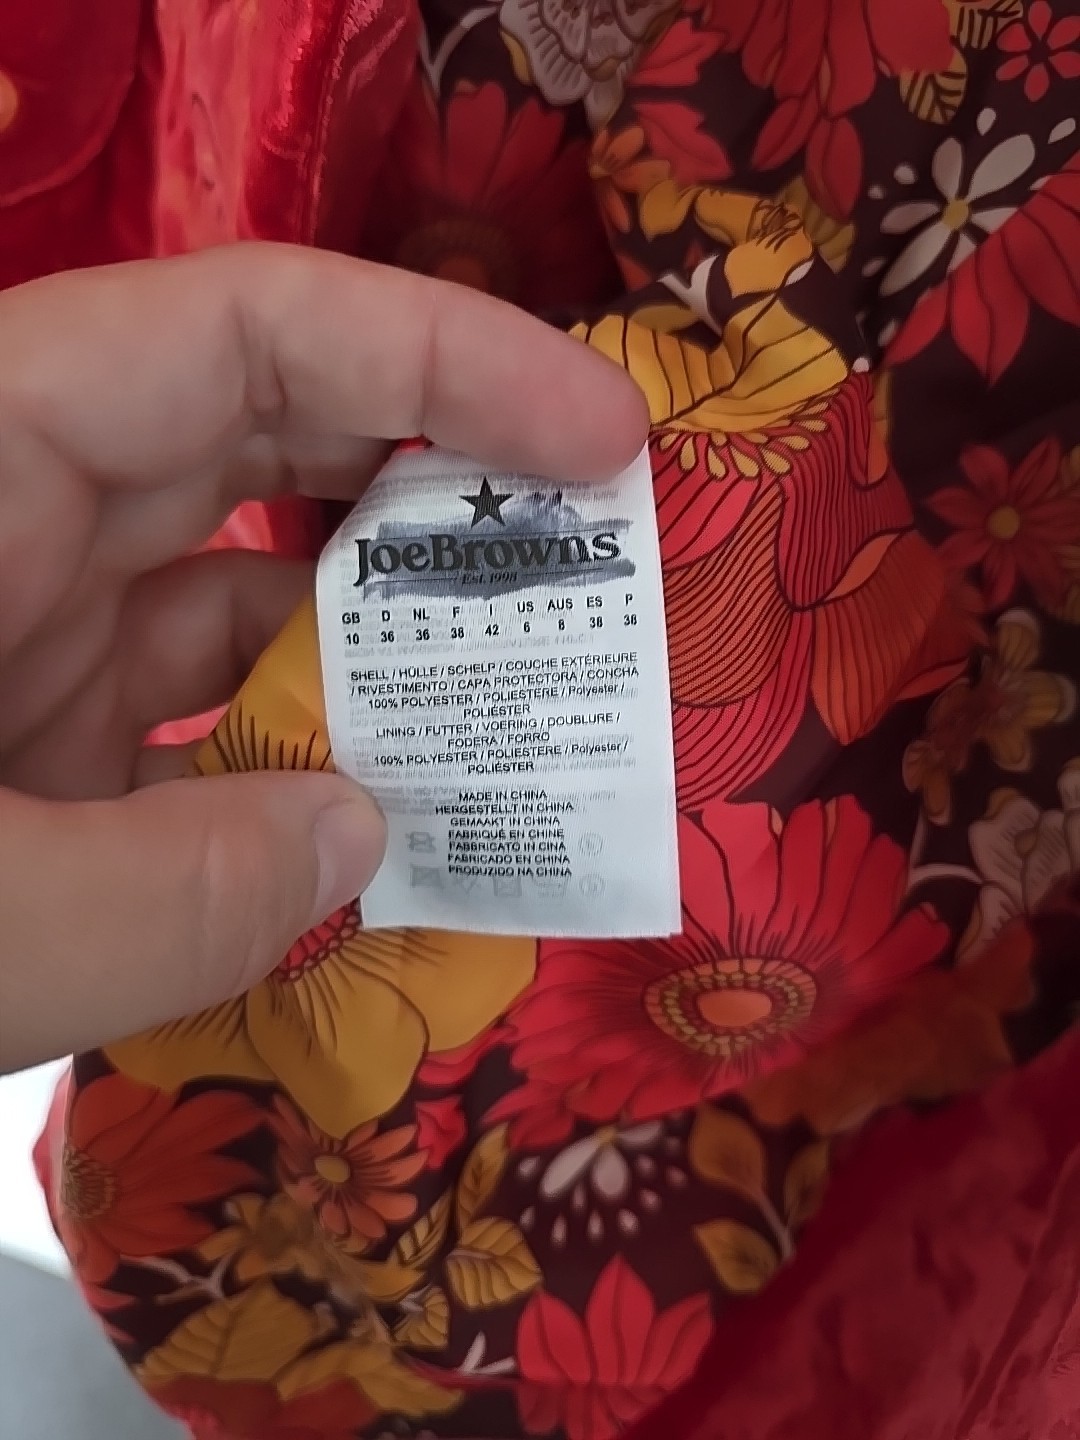 JoeBrowns
Est. 1998
GB D NL F I US AUS ES P
10 36 36 38 42 6 8 38 38
SHELL / HÜLLE / SCHELP / COUCHE EXTÉRIEURE
/ RIVESTIMENTO / CAPA PROTECTORA / CONCHA
100% POLYESTER / POLIESTERE / Polyester /
POLIÉSTER
LINING / FUTTER / VOERING / DOUBLURE /
FODERA / FORRO
100% POLYESTER / POLIESTERE / Polyester /
POLIÉSTER
MADE IN CHINA
HERGESTELLT IN CHINA
GEMAAKT IN CHINA
FABRIQUÉ EN CHINE
FABBRICATO IN CINA
FABRICADO EN CHINA
PRODUZIDO NA CHINA